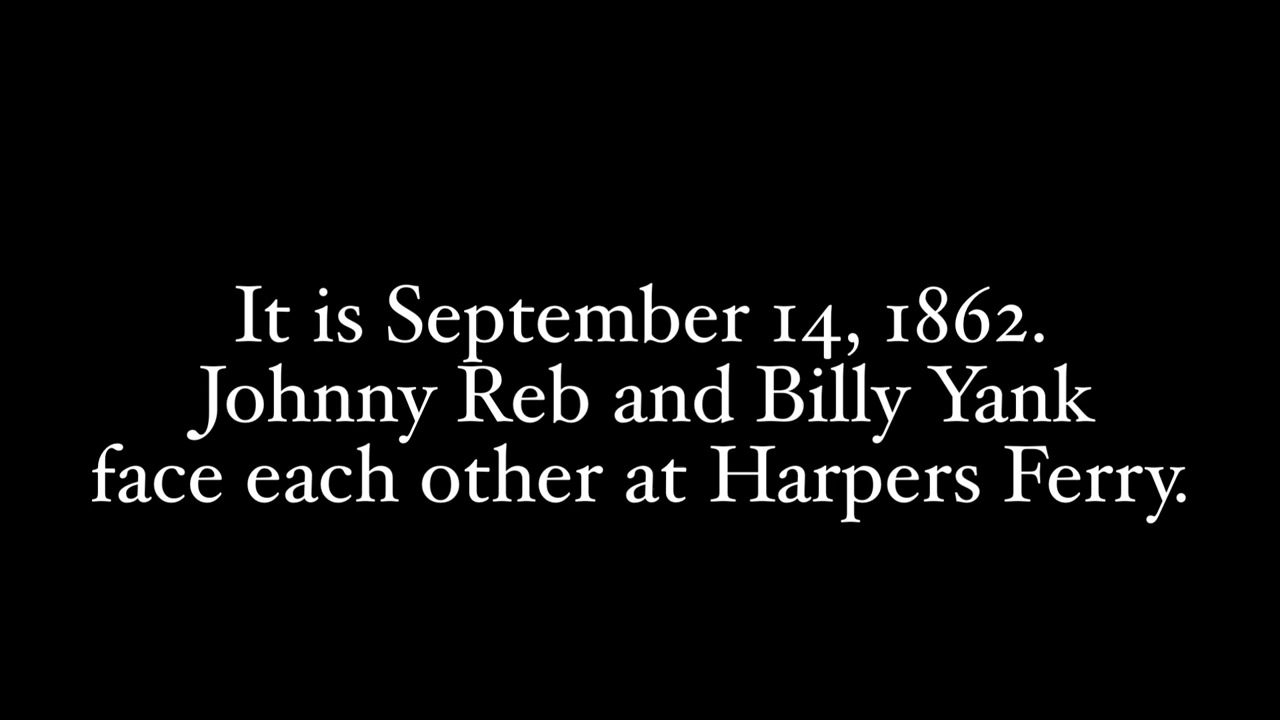 It is September 14, 1862.
Johnny Reb and Billy Yank
face each other at Harpers Ferry.